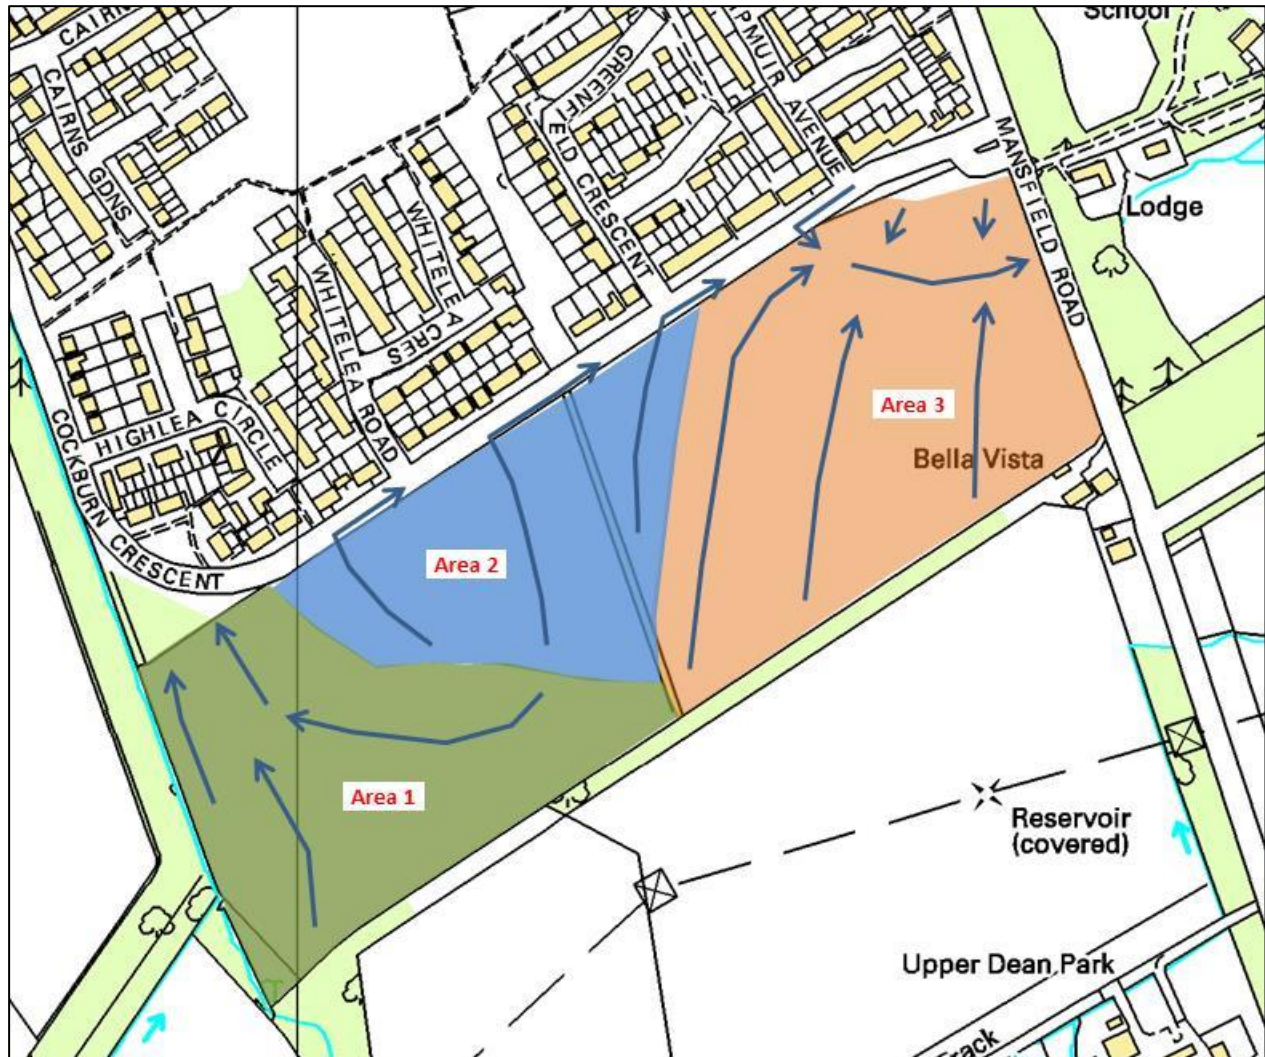 School
CAIRNS
GDNS
GREENFIELD CRESCENT
AVENUE
MANSFIELD ROAD
Lodge
WHITELEA
CRES
WHITELEA ROAD
HIGHLEA CIRCLE
COCKBURN CRESCENT
Area 3
Bella Vista
Area 2
Area 1
Reservoir
(covered)
Upper Dean Park